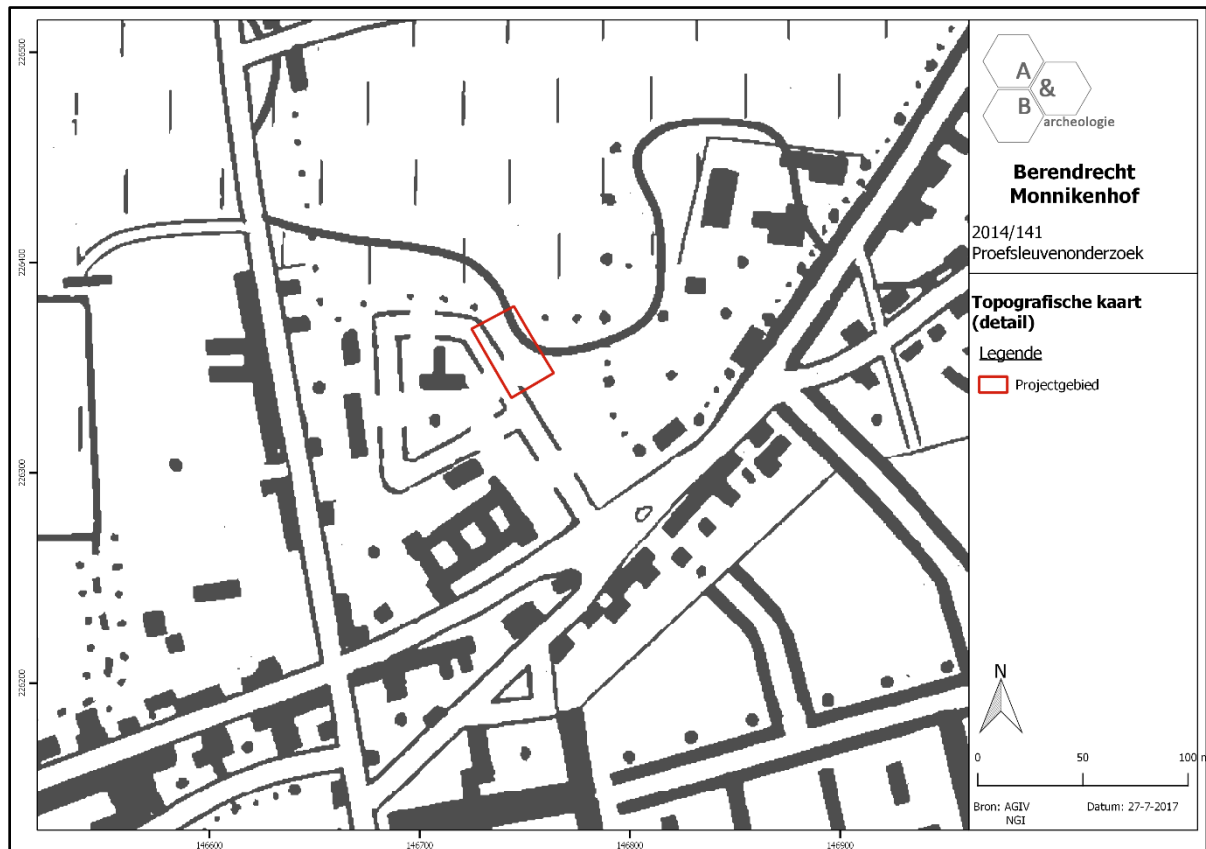 A
&
B
archeologie
Berendrecht
Monnikenhof
2014/141
Proefsleuvenonderzoek
Topografische kaart
(detail)
Legende
Projectgebied
N
0 50 100 m
Bron: AGIV
NGI
Datum: 27-7-2017
226500
226400
226300
226200
146600 146700 146800 146900